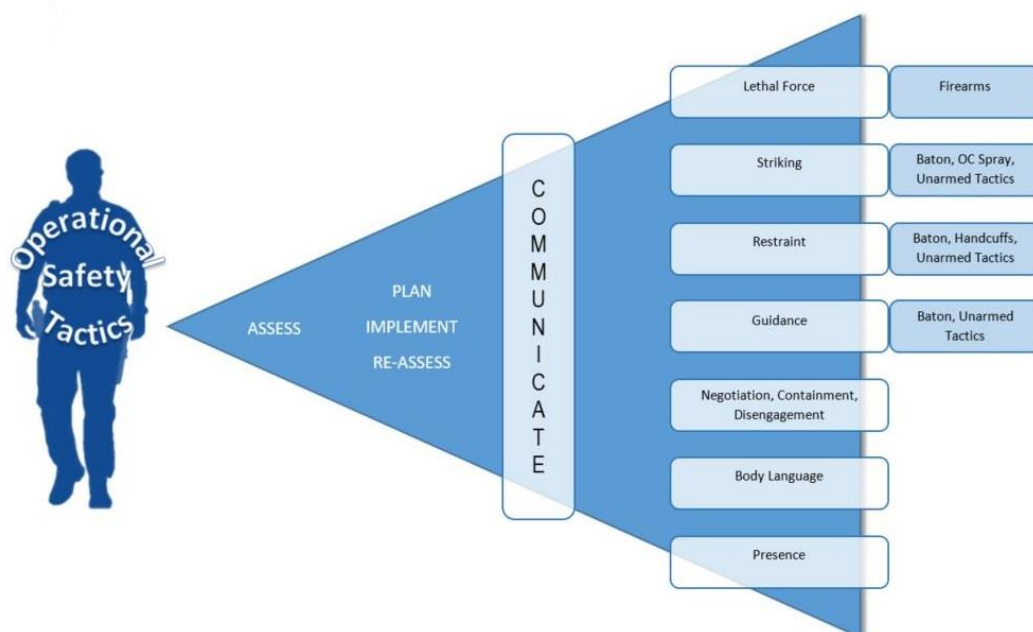 Operational
Safety
Tactics
ASSESS
PLAN
IMPLEMENT
RE-ASSESS
COMMUNICATE
Lethal Force
Firearms
Striking
Baton, OC Spray,
Unarmed Tactics
Restraint
Baton, Handcuffs,
Unarmed Tactics
Guidance
Baton, Unarmed
Tactics
Negotiation, Containment,
Disengagement
Body Language
Presence